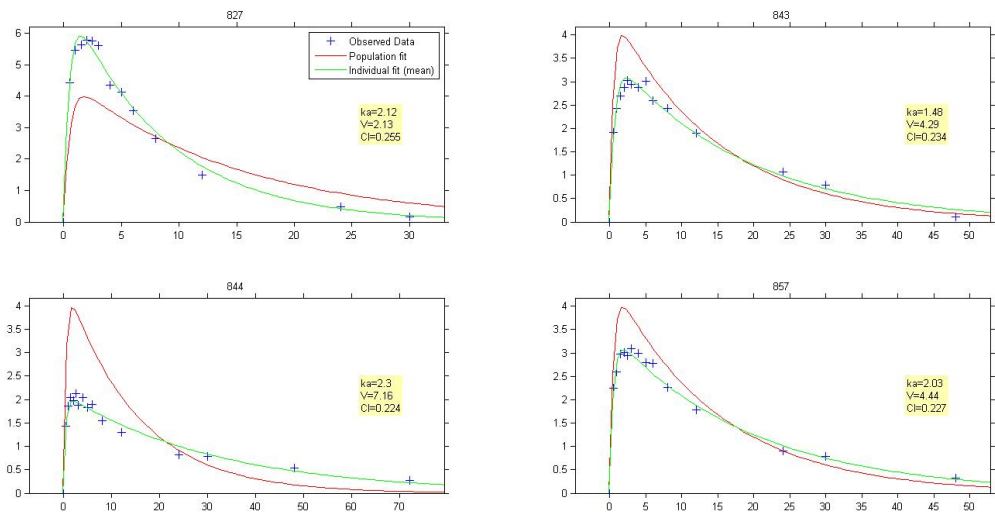 827
6
5
4
3
2
1
0
0 5 10 15 20 25 30
Observed Data
Population fit
Individual fit (mean)
ka=2.12
V=2.13
Cl=0.255
843
4
3.5
3
2.5
2
1.5
1
0.5
0
0 5 10 15 20 25 30 35 40 45 50
ka=1.48
V=4.29
Cl=0.234
844
4
3.5
3
2.5
2
1.5
1
0.5
0
0 10 20 30 40 50 60 70
ka=2.3
V=7.16
Cl=0.224
857
4
3.5
3
2.5
2
1.5
1
0.5
0
0 5 10 15 20 25 30 35 40 45 50
ka=2.03
V=4.44
Cl=0.227